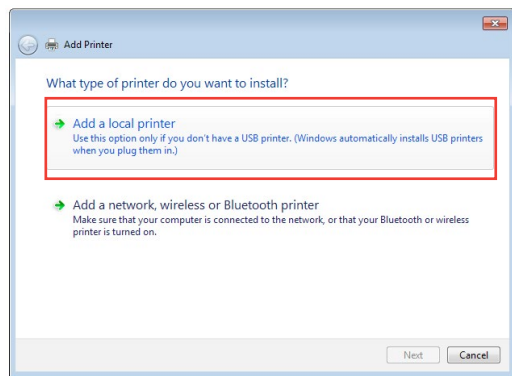 Add Printer
What type of printer do you want to install?
Add a local printer
Use this option only if you don't have a USB printer. (Windows automatically installs USB printers
when you plug them in.)
Add a network, wireless or Bluetooth printer
Make sure that your computer is connected to the network, or that your Bluetooth or wireless
printer is turned on.
Next Cancel